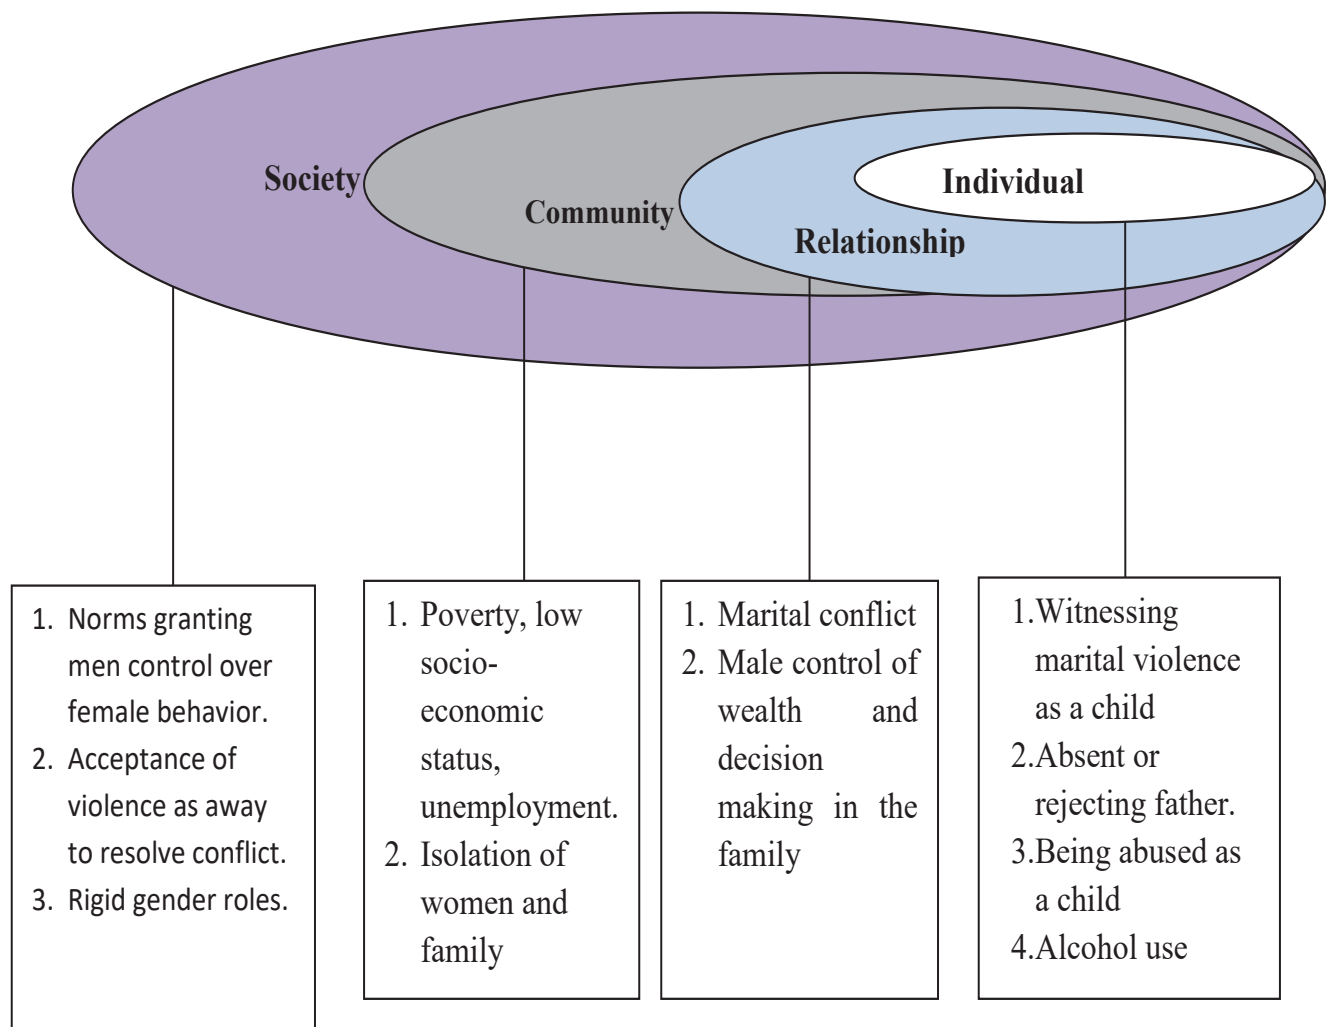 Society
Community
Relationship
Individual
1. Norms granting
men control over
female behavior.
2. Acceptance of
violence as away
to resolve conflict.
3. Rigid gender roles.
1. Poverty, low
socio-
economic
status,
unemployment.
2. Isolation of
women and
family
1. Marital conflict
2. Male control of
wealth and
decision
making in the
family
1.Witnessing
marital violence
as a child
2.Absent or
rejecting father.
3.Being abused as
a child
4.Alcohol use